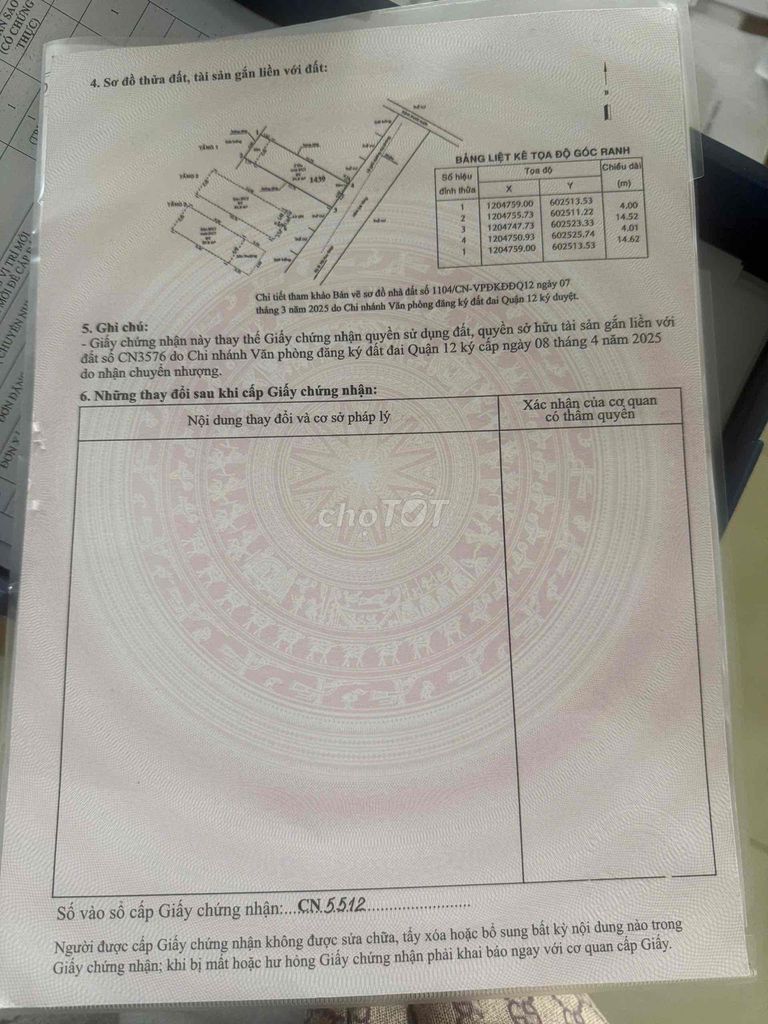 4. Sơ đồ thửa đất, tài sản gắn liền với đất:
TẦNG 1
TẦNG 2
1439
BẢNG LIỆT KÊ TỌA ĐỘ GÓC RANH
Số hiệu đỉnh thửa
Tọa độ
Chiều dài (m)
X
Y
1 1204759.00 602513.53
4.00
2 1204755.73 602511.22
14.52
3 1204747.73 602523.33
4.01
4 1204750.93 602525.74
14.62
1 1204759.00 602513.53
Chi tiết tham khảo Bản vẽ sơ đồ nhà đất số 1104/CN-VPĐKĐĐQ12 ngày 07
tháng 3 năm 2025 do Chi nhánh Văn phòng đăng ký đất đai Quận 12 ký duyệt.
5. Ghi chú:
- Giấy chứng nhận này thay thế Giấy chứng nhận quyền sử dụng đất, quyền sở hữu tài sản gắn liền với
đất số CN3576 do Chi nhánh Văn phòng đăng ký đất đai Quận 12 ký cấp ngày 08 tháng 4 năm 2025
do nhận chuyển nhượng.
6. Những thay đổi sau khi cấp Giấy chứng nhận:
Nội dung thay đổi và cơ sở pháp lý
Xác nhận của cơ quan
có thẩm quyền
choTỐT
Số vào sổ cấp Giấy chứng nhận:...CN 5512........................
Người được cấp Giấy chứng nhận không được sửa chữa, tẩy xóa hoặc bổ sung bất kỳ nội dung nào trong
Giấy chứng nhận; khi bị mất hoặc hư hỏng Giấy chứng nhận phải khai báo ngay với cơ quan cấp Giấy.